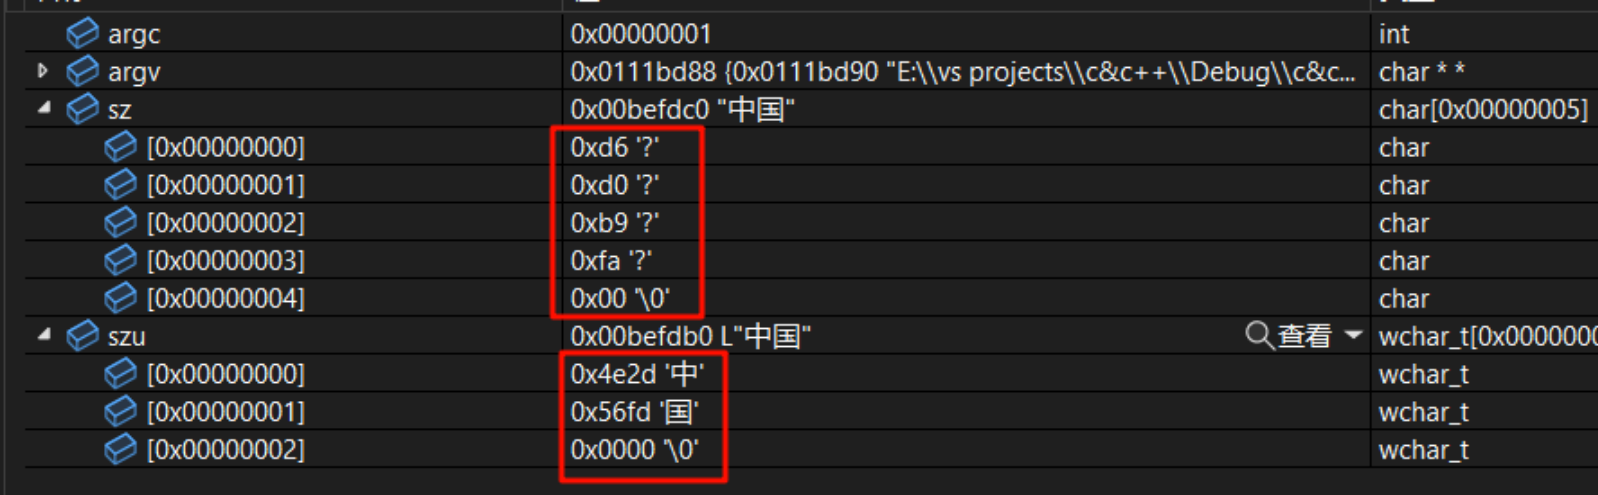 argc 0x00000001 int
argv 0x0111bd88 {0x0111bd90 "E:\\vs projects\\c&c++\\Debug\\c&c... char * *
sz 0x00befdc0 "中国" char[0x00000005]
[0x00000000] 0xd6 '?' char
[0x00000001] 0xd0 '?' char
[0x00000002] 0xb9 '?' char
[0x00000003] 0xfa '?' char
[0x00000004] 0x00 '\0' char
szu 0x00befdb0 L"中国" 查看 wchar_t[0x0000000
[0x00000000] 0x4e2d '中' wchar_t
[0x00000001] 0x56fd '国' wchar_t
[0x00000002] 0x0000 '\0' wchar_t